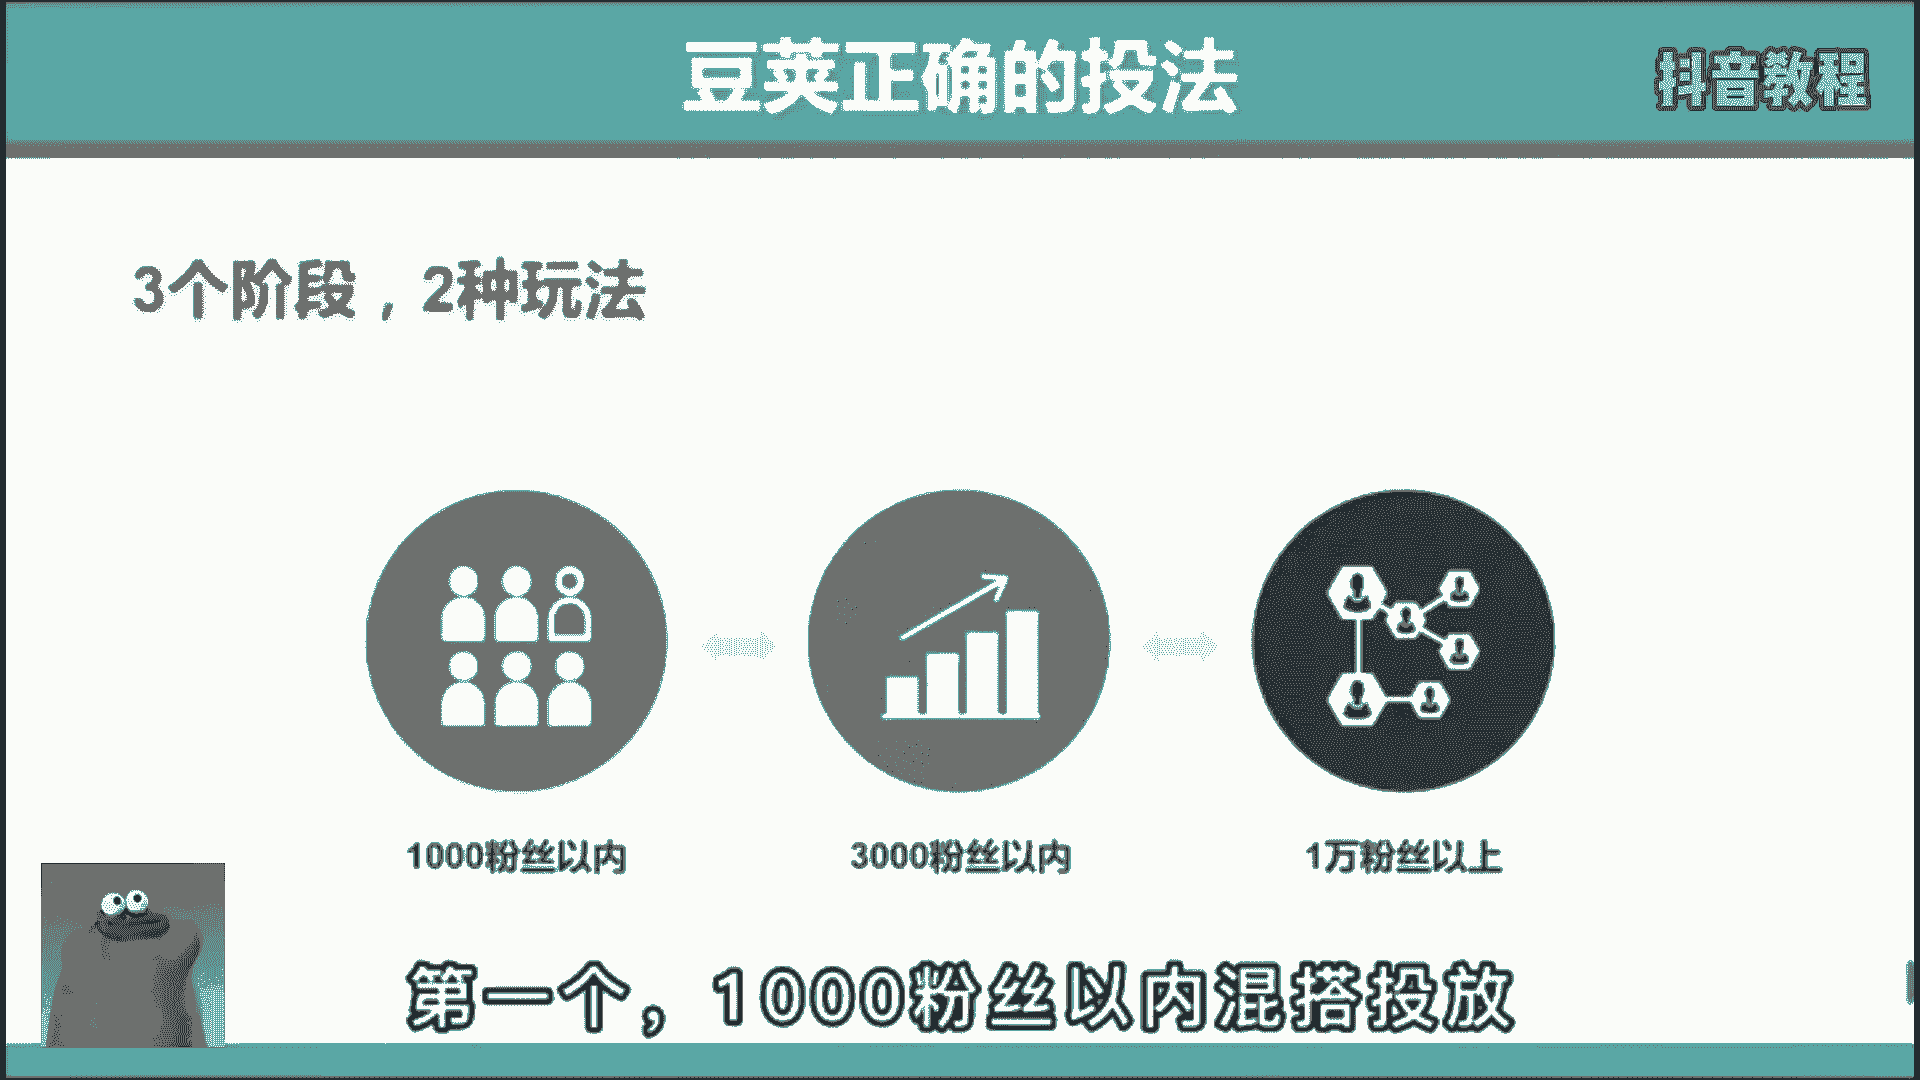 豆荚正确的投法
抖音教程
3个阶段，2种玩法
1000粉丝以内
3000粉丝以内
1万粉丝以上
第一个，1000粉丝以内混搭投放